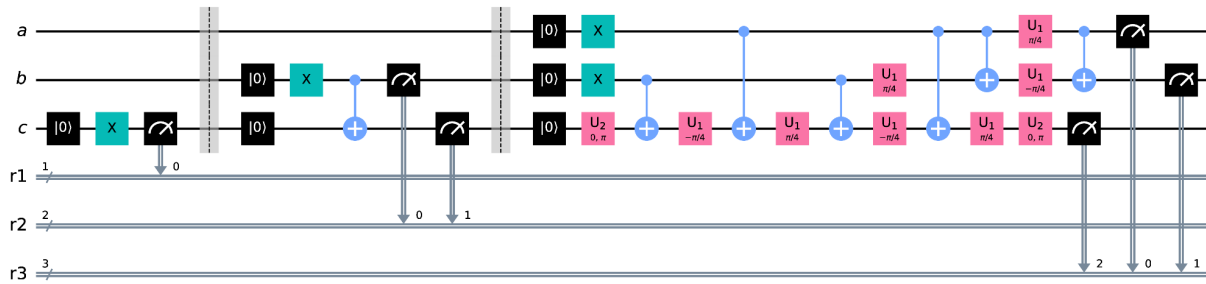 a |0⟩ X U₁ π/4
b |0⟩ X |0⟩ X U₁ π/4 U₁ −π/4
c |0⟩ X |0⟩ |0⟩ U₂ 0, π U₁ −π/4 U₁ π/4 U₁ −π/4 U₁ π/4 U₂ 0, π
r1 1 0
r2 2 0 1
r3 3 2 0 1